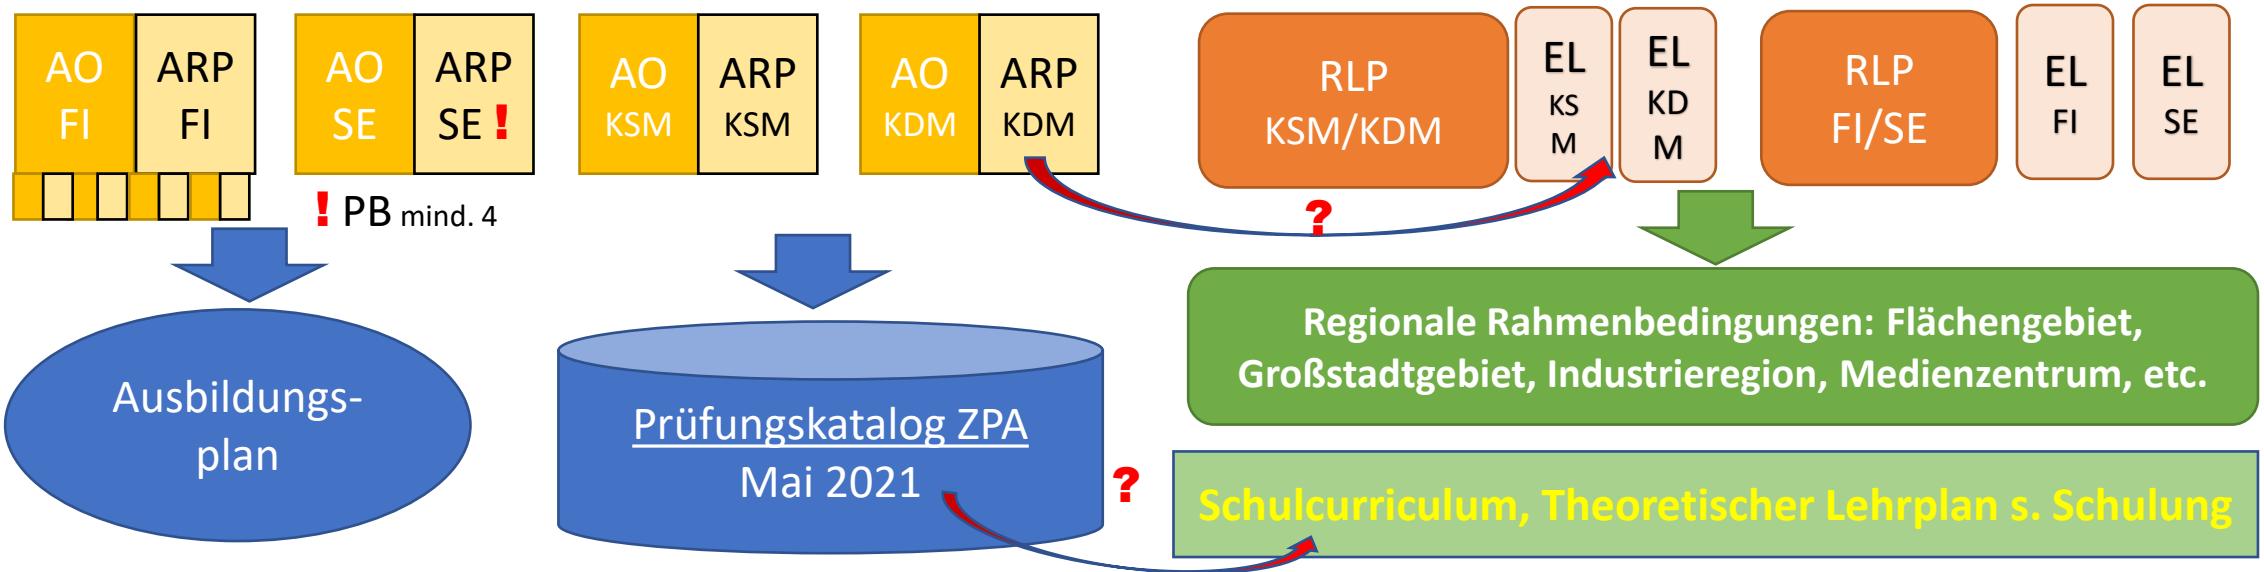 AO
FI
ARP
FI
AO
SE
ARP
SE !
! PB mind. 4
AO
KSM
ARP
KSM
AO
KDM
ARP
KDM
RLP
KSM/KDM
EL
KS
M
EL
KD
M
RLP
FI/SE
EL
FI
EL
SE
?
Ausbildungs-
plan
Prüfungskatalog ZPA
Mai 2021
?
Regionale Rahmenbedingungen: Flächengebiet,
Großstadtgebiet, Industrieregion, Medienzentrum, etc.
Schulcurriculum, Theoretischer Lehrplan s. Schulung